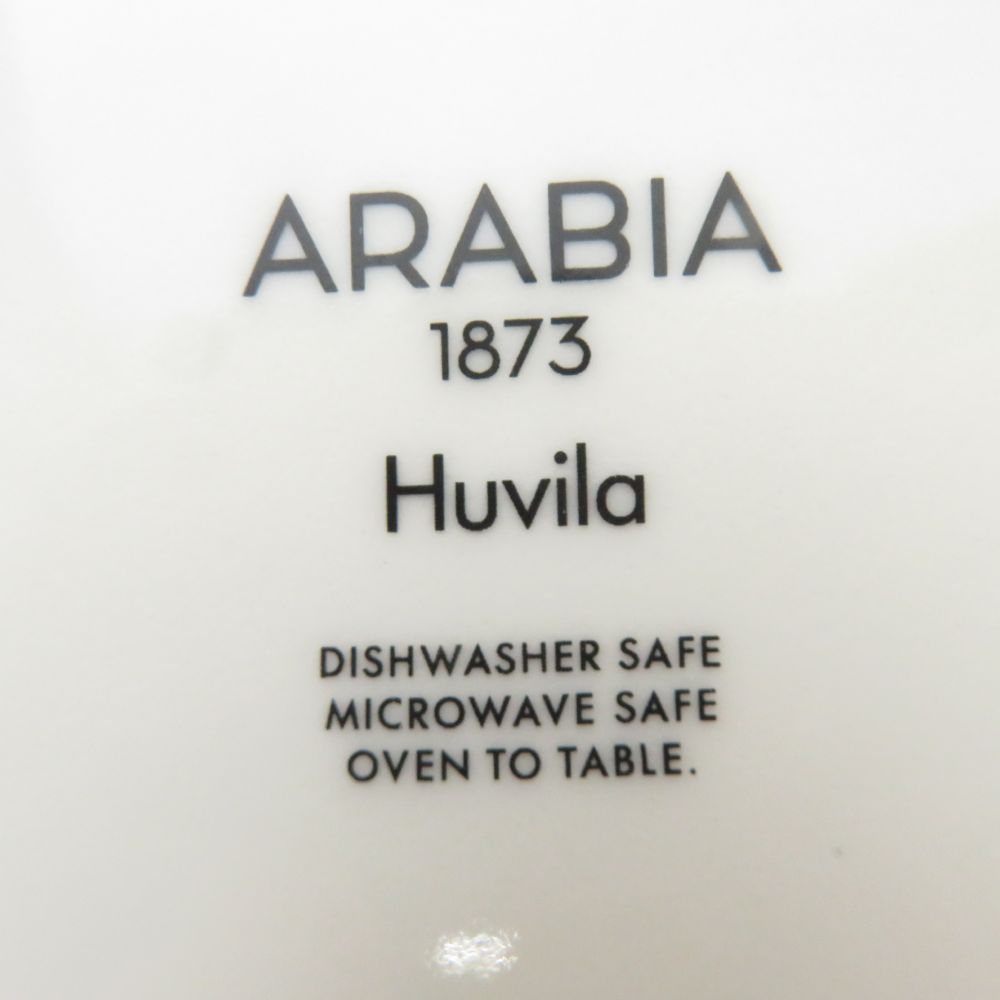 ARABIA
1873
Huvila
DISHWASHER SAFE
MICROWAVE SAFE
OVEN TO TABLE.